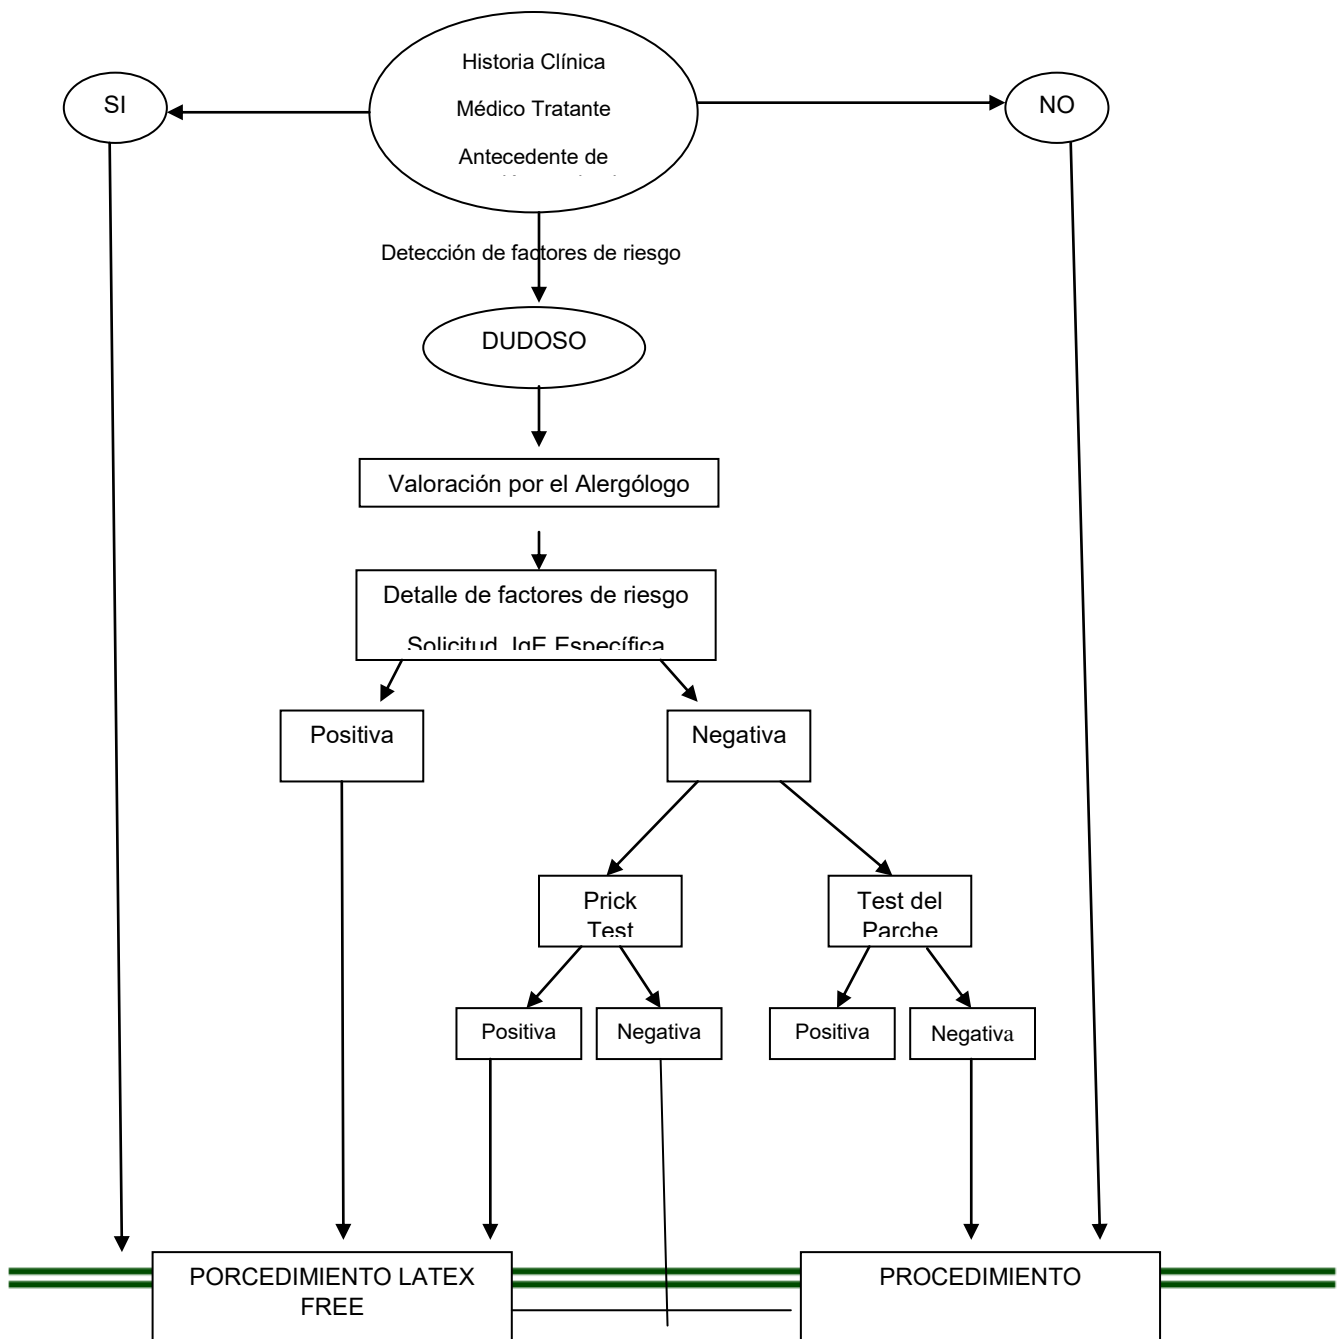 Historia Clínica
SI
NO
Médico Tratante
Antecedente de
Detección de factores de riesgo
DUDOSO
Valoración por el Alergólogo
Detalle de factores de riesgo
Solicitud IgE Específica
Positiva
Negativa
Prick
Test
Test del
Parche
Positiva
Negativa
Positiva
Negativa
PORCEDIMIENTO LATEX
FREE
PROCEDIMIENTO